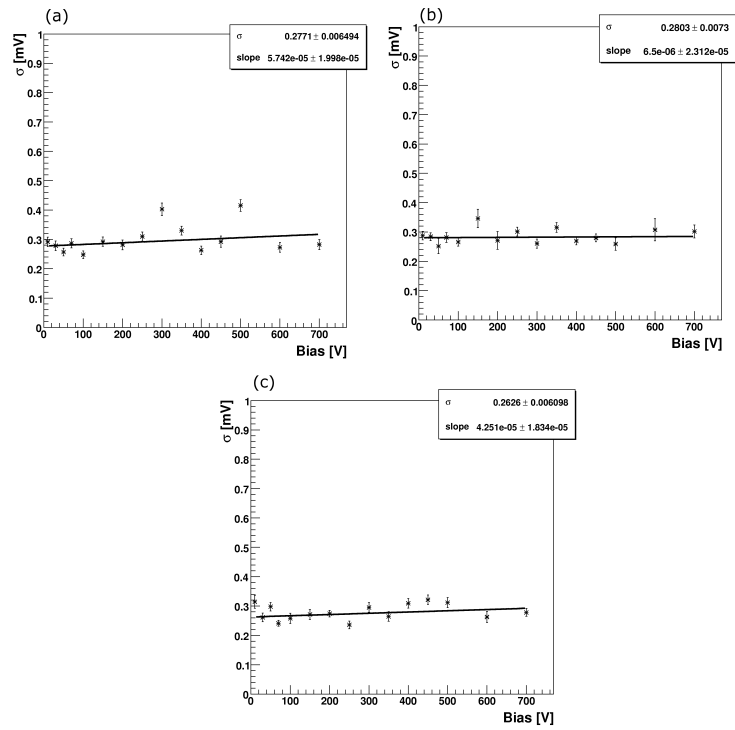 (a)
σ 0.2771 ± 0.006494
slope 5.742e-05 ± 1.998e-05
σ [mV]
1
0.9
0.8
0.7
0.6
0.5
0.4
0.3
0.2
0.1
0
0 100 200 300 400 500 600 700
Bias [V]
(b)
σ 0.2803 ± 0.0073
slope 6.5e-06 ± 2.312e-05
σ [mV]
1
0.9
0.8
0.7
0.6
0.5
0.4
0.3
0.2
0.1
0
0 100 200 300 400 500 600 700
Bias [V]
(c)
σ 0.2626 ± 0.006098
slope 4.251e-05 ± 1.834e-05
σ [mV]
1
0.9
0.8
0.7
0.6
0.5
0.4
0.3
0.2
0.1
0
0 100 200 300 400 500 600 700
Bias [V]